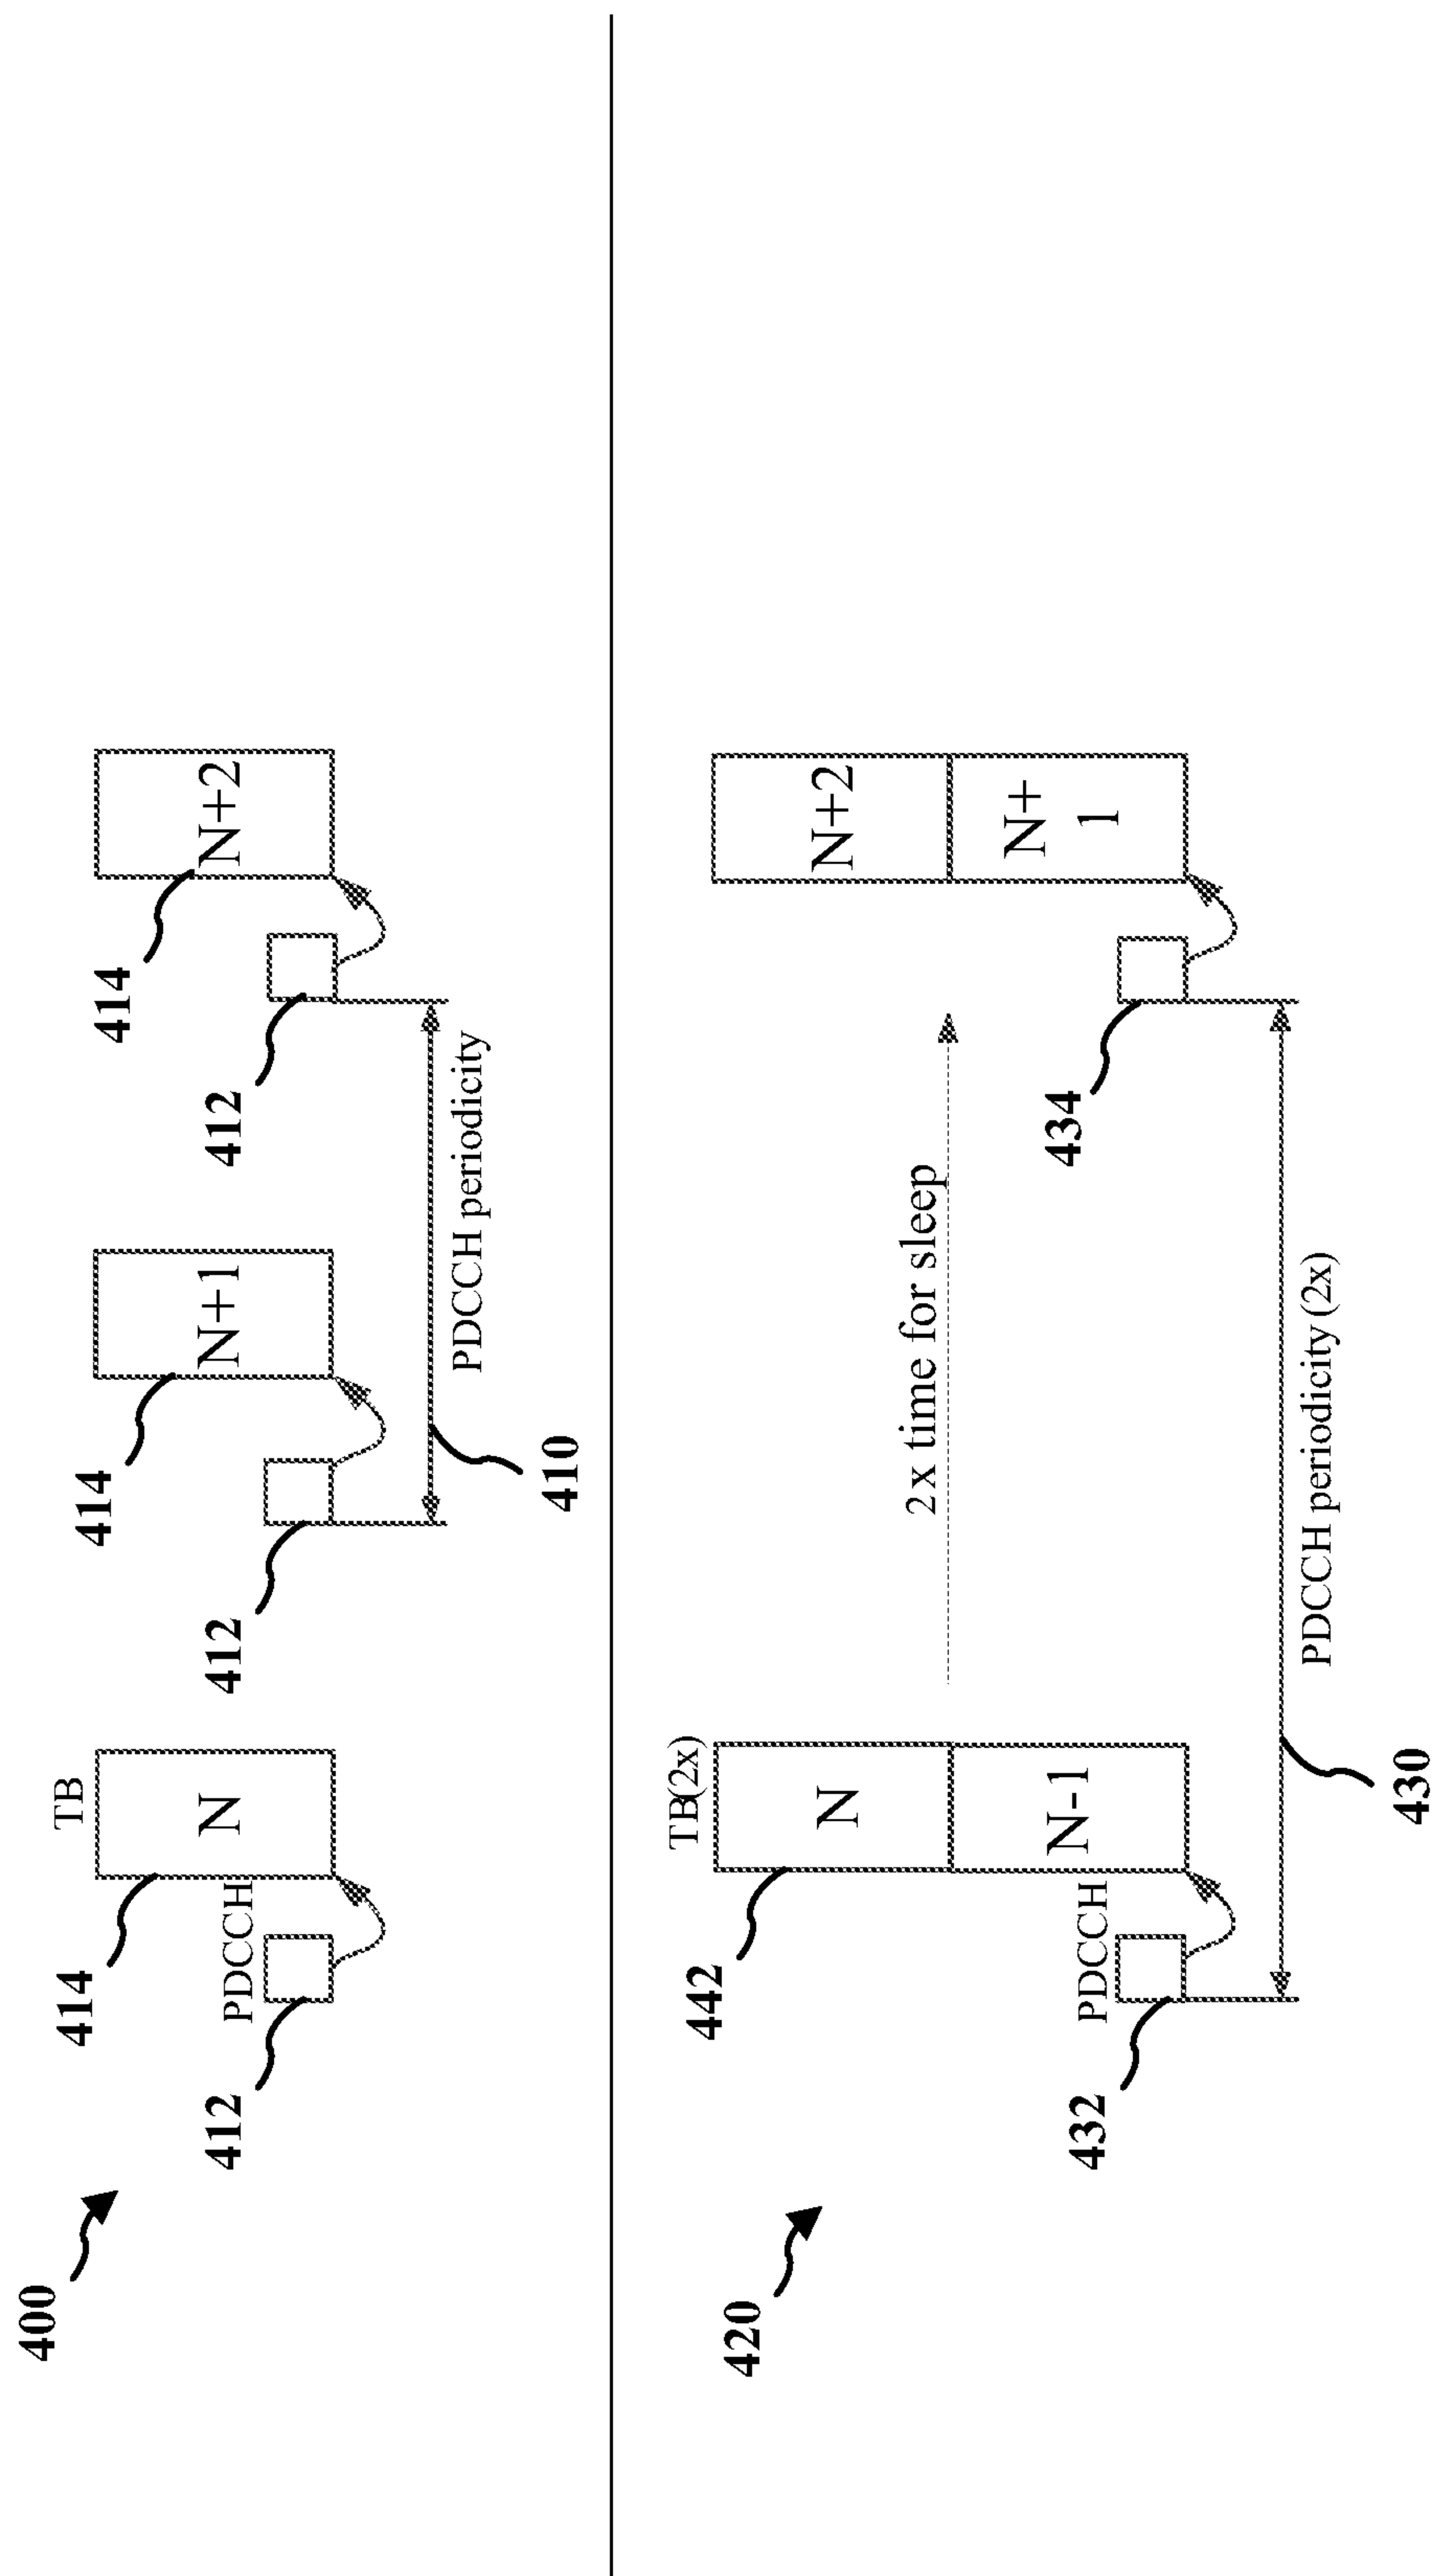 400
TB
414
N
PDCCH
412
414
N+1
412
414
N+2
412
PDCCH periodicity
410
420
TB(2x)
442
N
N-1
PDCCH
432
2x time for sleep
N+2
N+
1
434
PDCCH periodicity (2x)
430